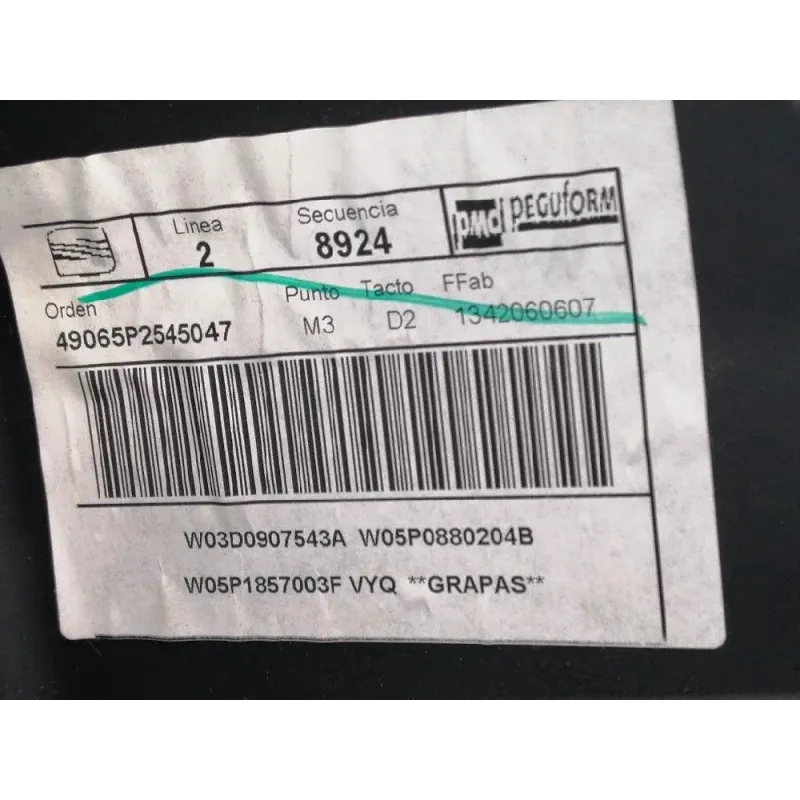 Linea Secuencia pmd PEGUFORM
2 8924
Orden Punto Tacto FFab
49065P2545047 M3 D2 1342060607
W03D0907543A W05P0880204B
W05P1857003F VYQ **GRAPAS**